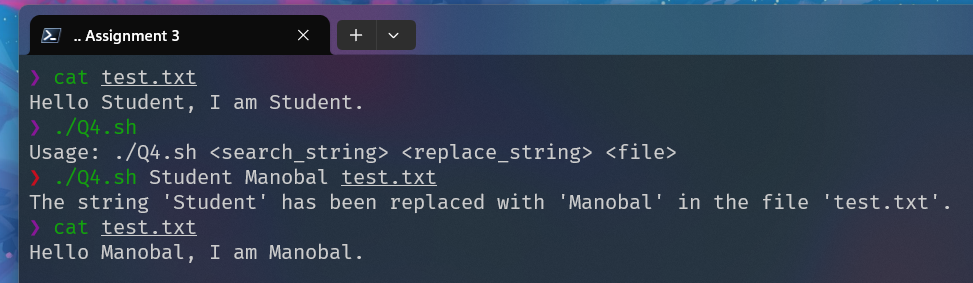 .. Assignment 3
❯ cat test.txt
Hello Student, I am Student.
❯ ./Q4.sh
Usage: ./Q4.sh <search_string> <replace_string> <file>
❯ ./Q4.sh Student Manobal test.txt
The string 'Student' has been replaced with 'Manobal' in the file 'test.txt'.
❯ cat test.txt
Hello Manobal, I am Manobal.